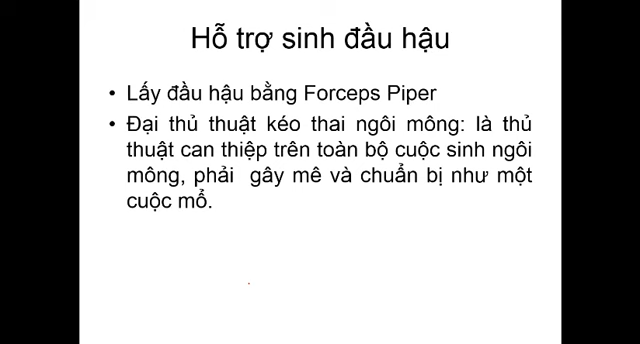 Hỗ trợ sinh đầu hậu
• Lấy đầu hậu bằng Forceps Piper
• Đại thủ thuật kéo thai ngôi mông: là thủ
thuật can thiệp trên toàn bộ cuộc sinh ngôi
mông, phải gây mê và chuẩn bị như một
cuộc mổ.